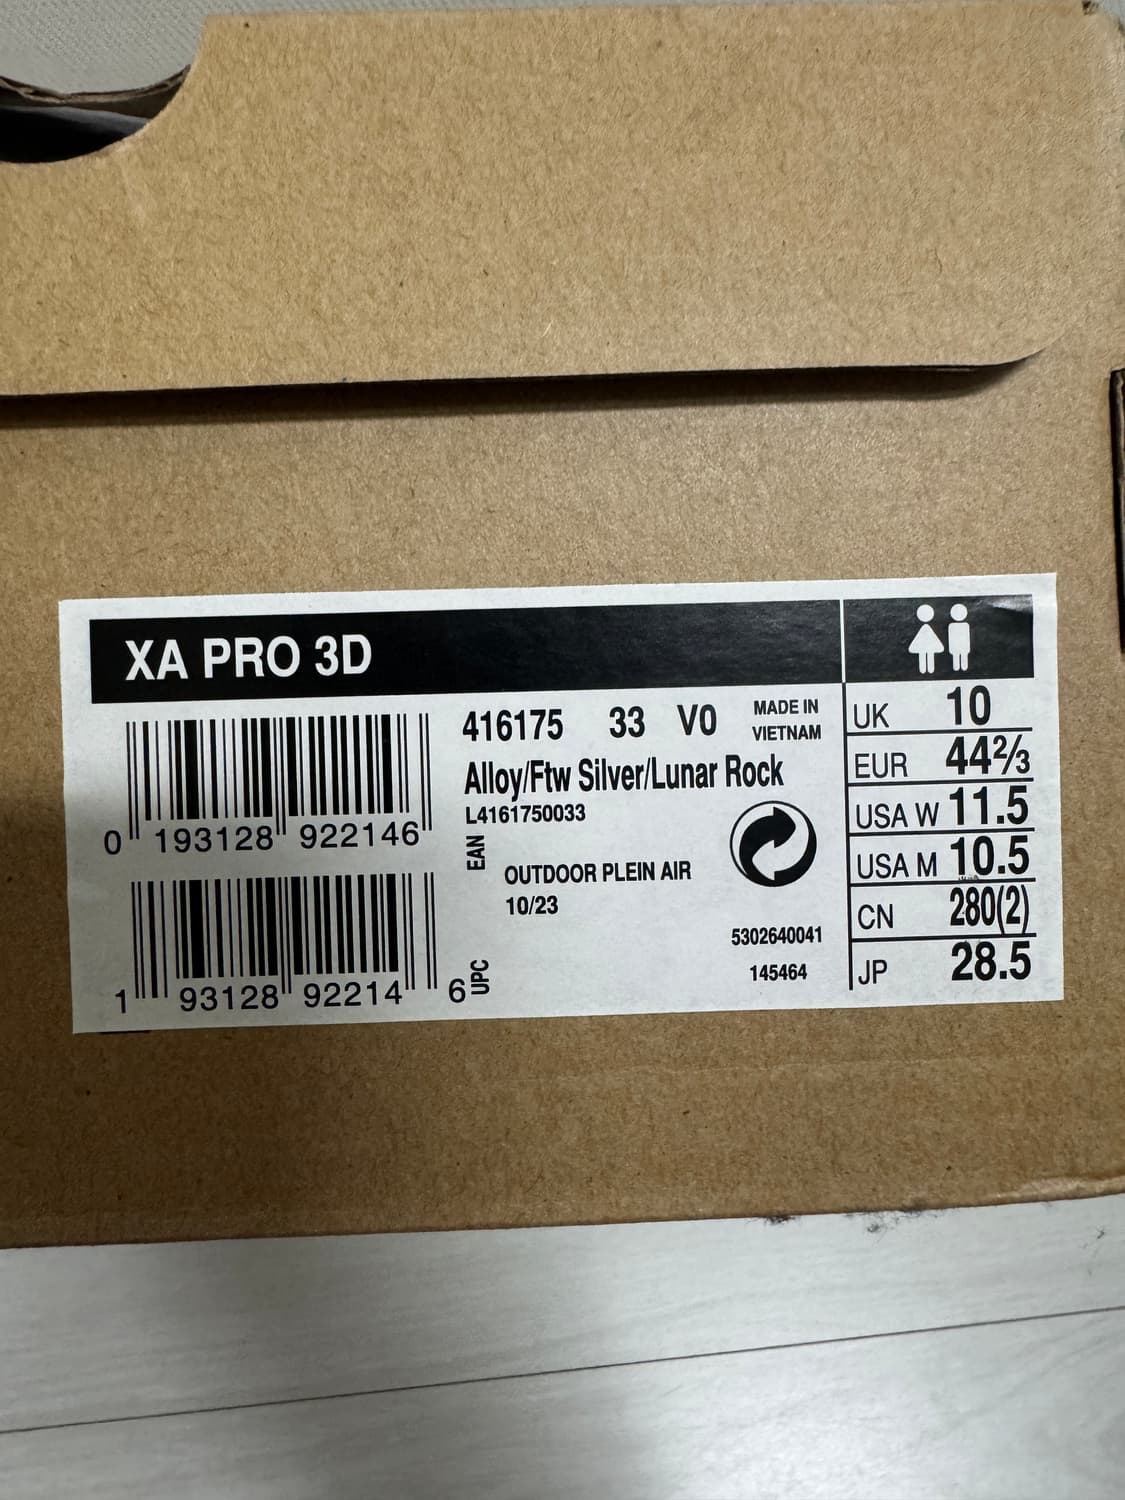 XA PRO 3D
416175 33 V0 MADE IN VIETNAM
Alloy/Ftw Silver/Lunar Rock
L4161750033
0 193128 922146
EAN
OUTDOOR PLEIN AIR
10/23
5302640041
145464
1 93128 92214 6
UPC
UK 10
EUR 44⅔
USA W 11.5
USA M 10.5
CN 280(2)
JP 28.5